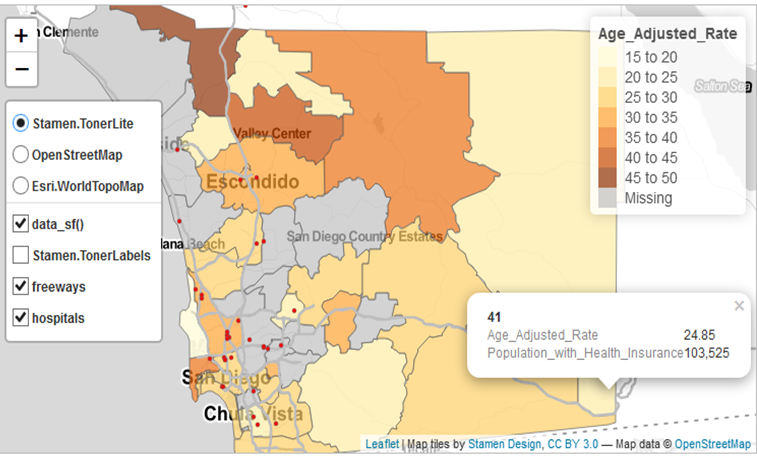 +
−
n Clemente
Stamen.TonerLite
OpenStreetMap
Esri.WorldTopoMap
data_sf()
Stamen.TonerLabels
freeways
hospitals
side
Valley Center
Escondido
lana Beach
San Diego Country Estates
San Diego
Chula Vista
Age_Adjusted_Rate
15 to 20
20 to 25
25 to 30
30 to 35
35 to 40
40 to 45
45 to 50
Missing
Salton Sea
×
41
Age_Adjusted_Rate 24.85
Population_with_Health_Insurance 103,525
Leaflet | Map tiles by Stamen Design, CC BY 3.0 — Map data © OpenStreetMap